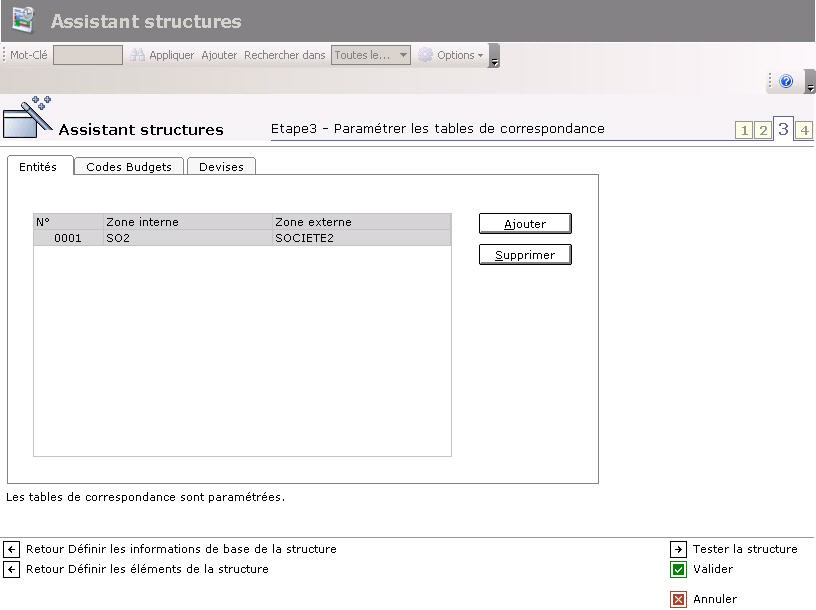 Assistant structures
Mot-Clé Appliquer Ajouter Rechercher dans Toutes le... Options
Assistant structures Etape3 - Paramétrer les tables de correspondance 1 2 3 4
Entités Codes Budgets Devises
N° Zone interne Zone externe
0001 SO2 SOCIETE2
Ajouter
Supprimer
Les tables de correspondance sont paramétrées.
Retour Définir les informations de base de la structure
Retour Définir les éléments de la structure
Tester la structure
Valider
Annuler